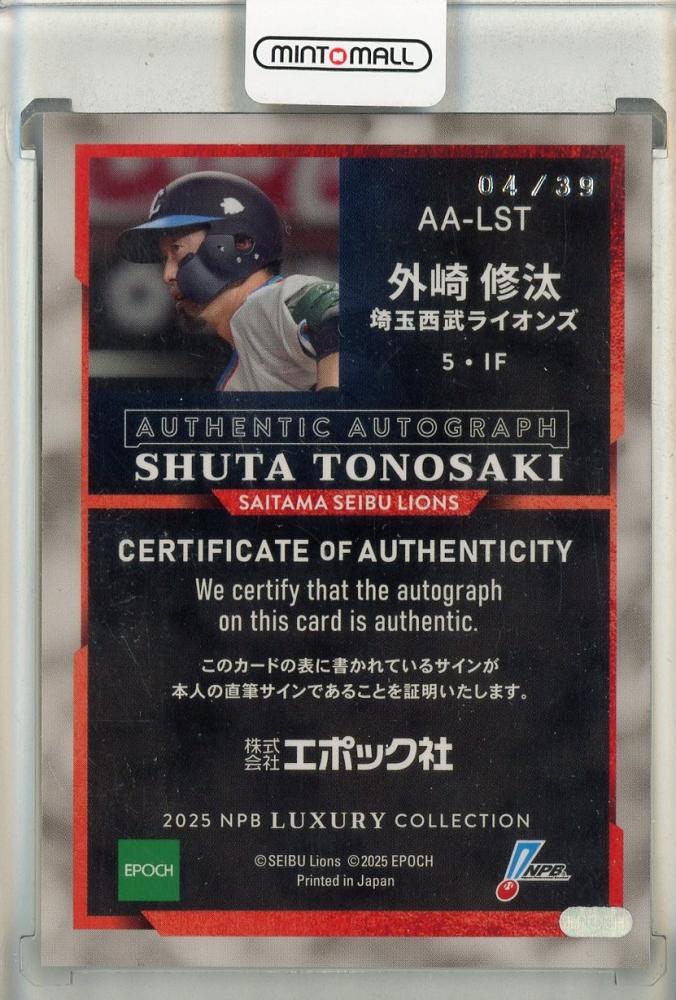 MINT MALL
04/39
AA-LST
外崎 修汰
埼玉西武ライオンズ
5・IF
AUTHENTIC AUTOGRAPH
SHUTA TONOSAKI
SAITAMA SEIBU LIONS
CERTIFICATE OF AUTHENTICITY
We certify that the autograph
on this card is authentic.
このカードの表に書かれているサインが
本人の直筆サインであることを証明いたします。
株式会社エポック社
2025 NPB LUXURY COLLECTION
EPOCH
©SEIBU Lions ©2025 EPOCH
Printed in Japan
NPB